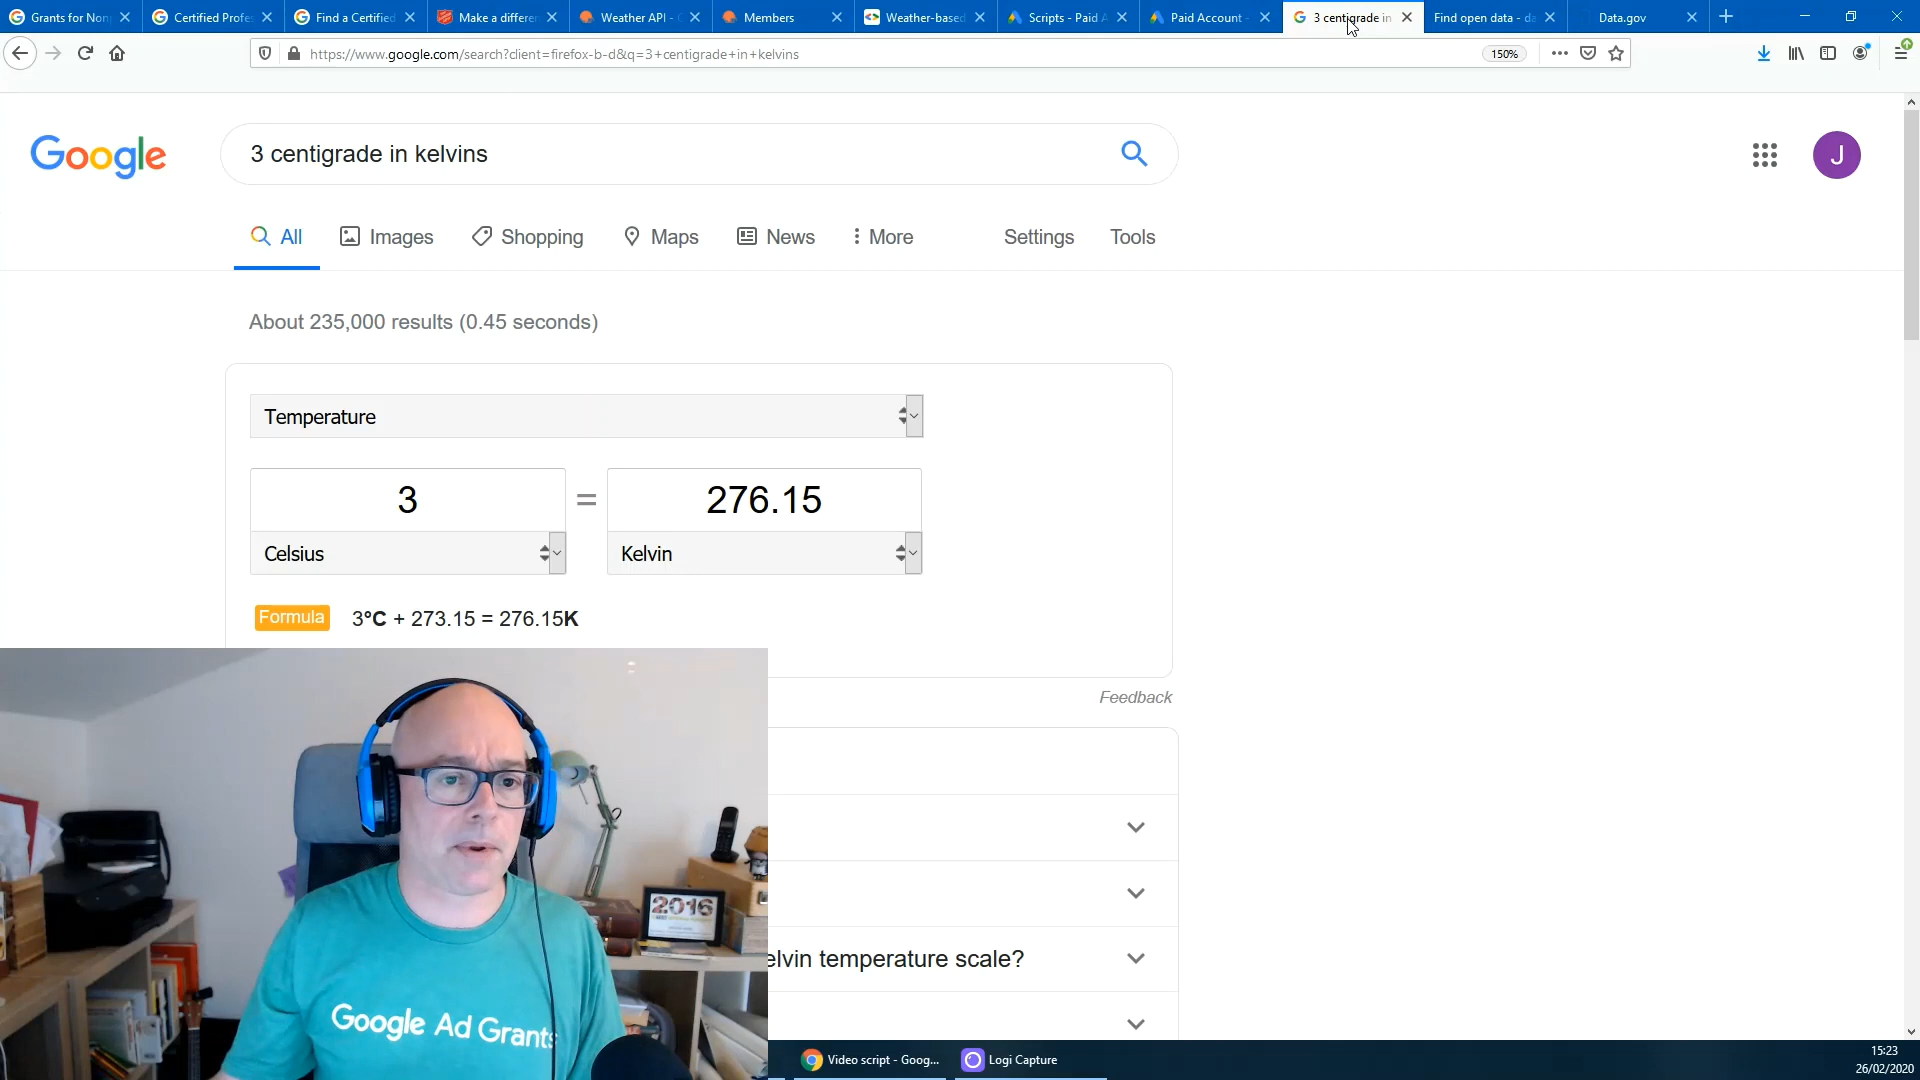 Grants for Non
Certified Profes
Find a Certified
Make a differen
Weather API - 
Members
Weather-based
Scripts - Paid A
Paid Account -
3 centigrade in
Find open data - da
Data.gov
https://www.google.com/search?client=firefox-b-d&q=3+centigrade+in+kelvins
150%
Google
3 centigrade in kelvins
J
All
Images
Shopping
Maps
News
More
Settings
Tools
About 235,000 results (0.45 seconds)
Temperature
3
=
276.15
Celsius
Kelvin
Formula
3°C + 273.15 = 276.15K
Feedback
elvin temperature scale?
2016
Google Ad Grants
Video script - Goog...
Logi Capture
15:23
26/02/2020